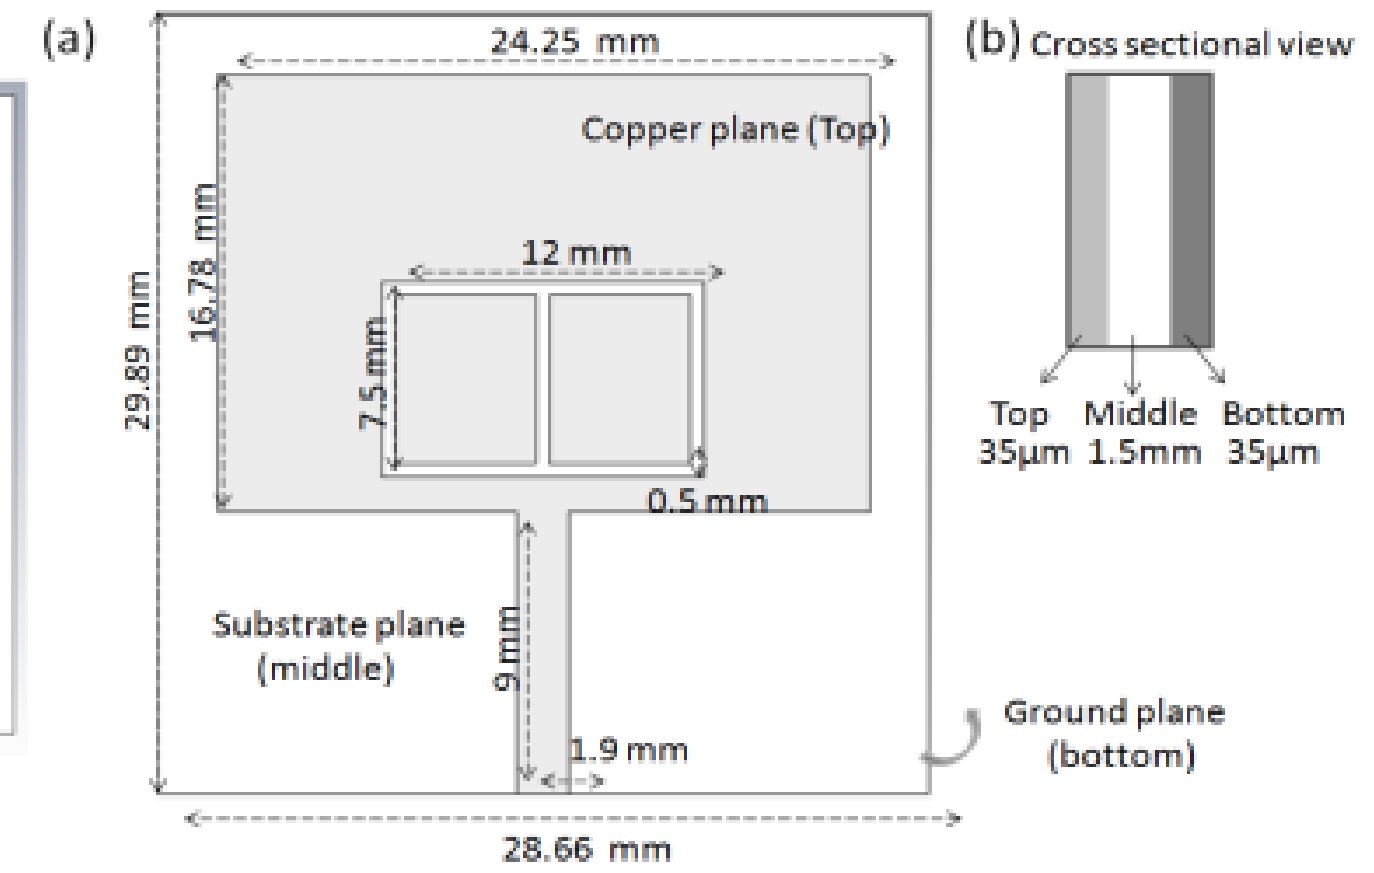 (a)
24.25 mm
Copper plane (Top)
16.78 mm
29.89 mm
12 mm
7.5 mm
0.5 mm
Substrate plane
(middle)
9 mm
1.9 mm
28.66 mm
(b) Cross sectional view
Top Middle Bottom
35µm 1.5mm 35µm
Ground plane
(bottom)